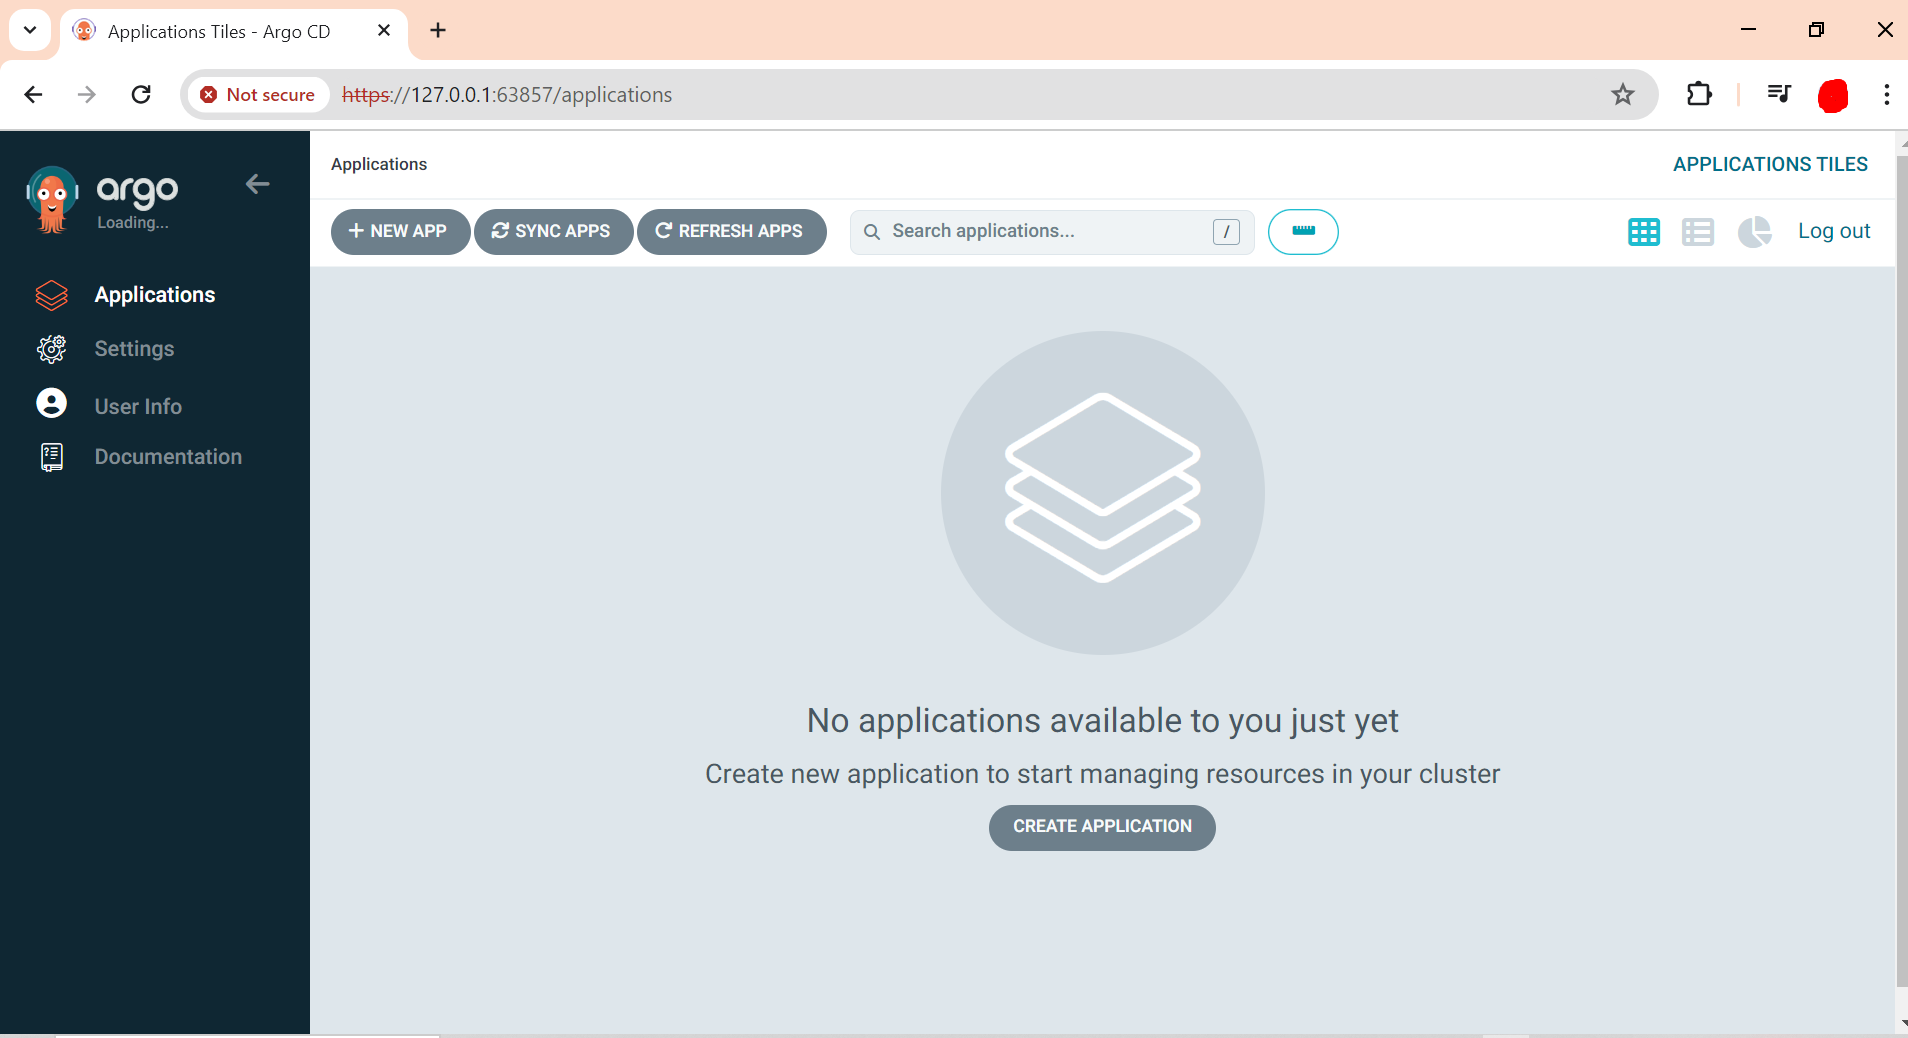 Applications Tiles - Argo CD
Not secure https://127.0.0.1:63857/applications
argo
Loading...
Applications
Settings
User Info
Documentation
Applications
APPLICATIONS TILES
+ NEW APP SYNC APPS REFRESH APPS Search applications... / Log out
No applications available to you just yet
Create new application to start managing resources in your cluster
CREATE APPLICATION